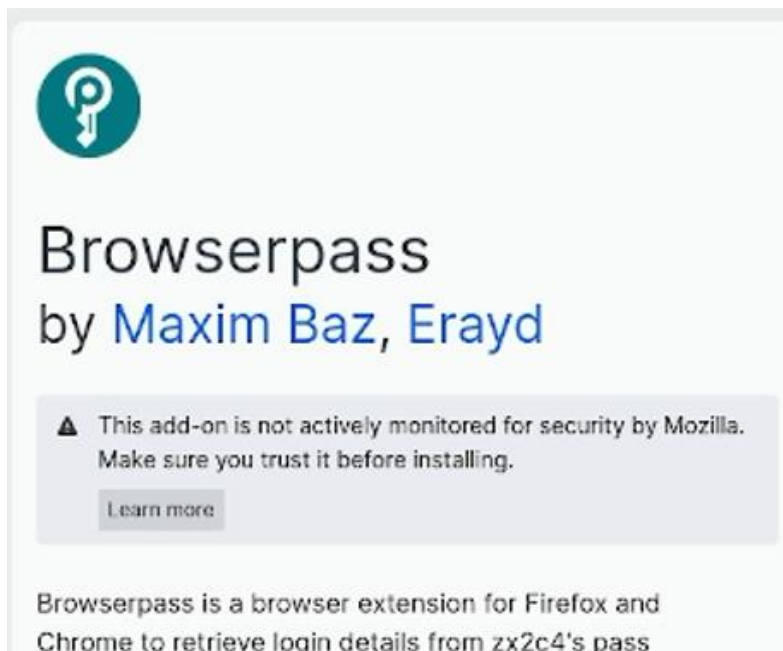 Browserpass
by Maxim Baz, Erayd
This add-on is not actively monitored for security by Mozilla.
Make sure you trust it before installing.
Learn more
Browserpass is a browser extension for Firefox and
Chrome to retrieve login details from zx2c4's pass